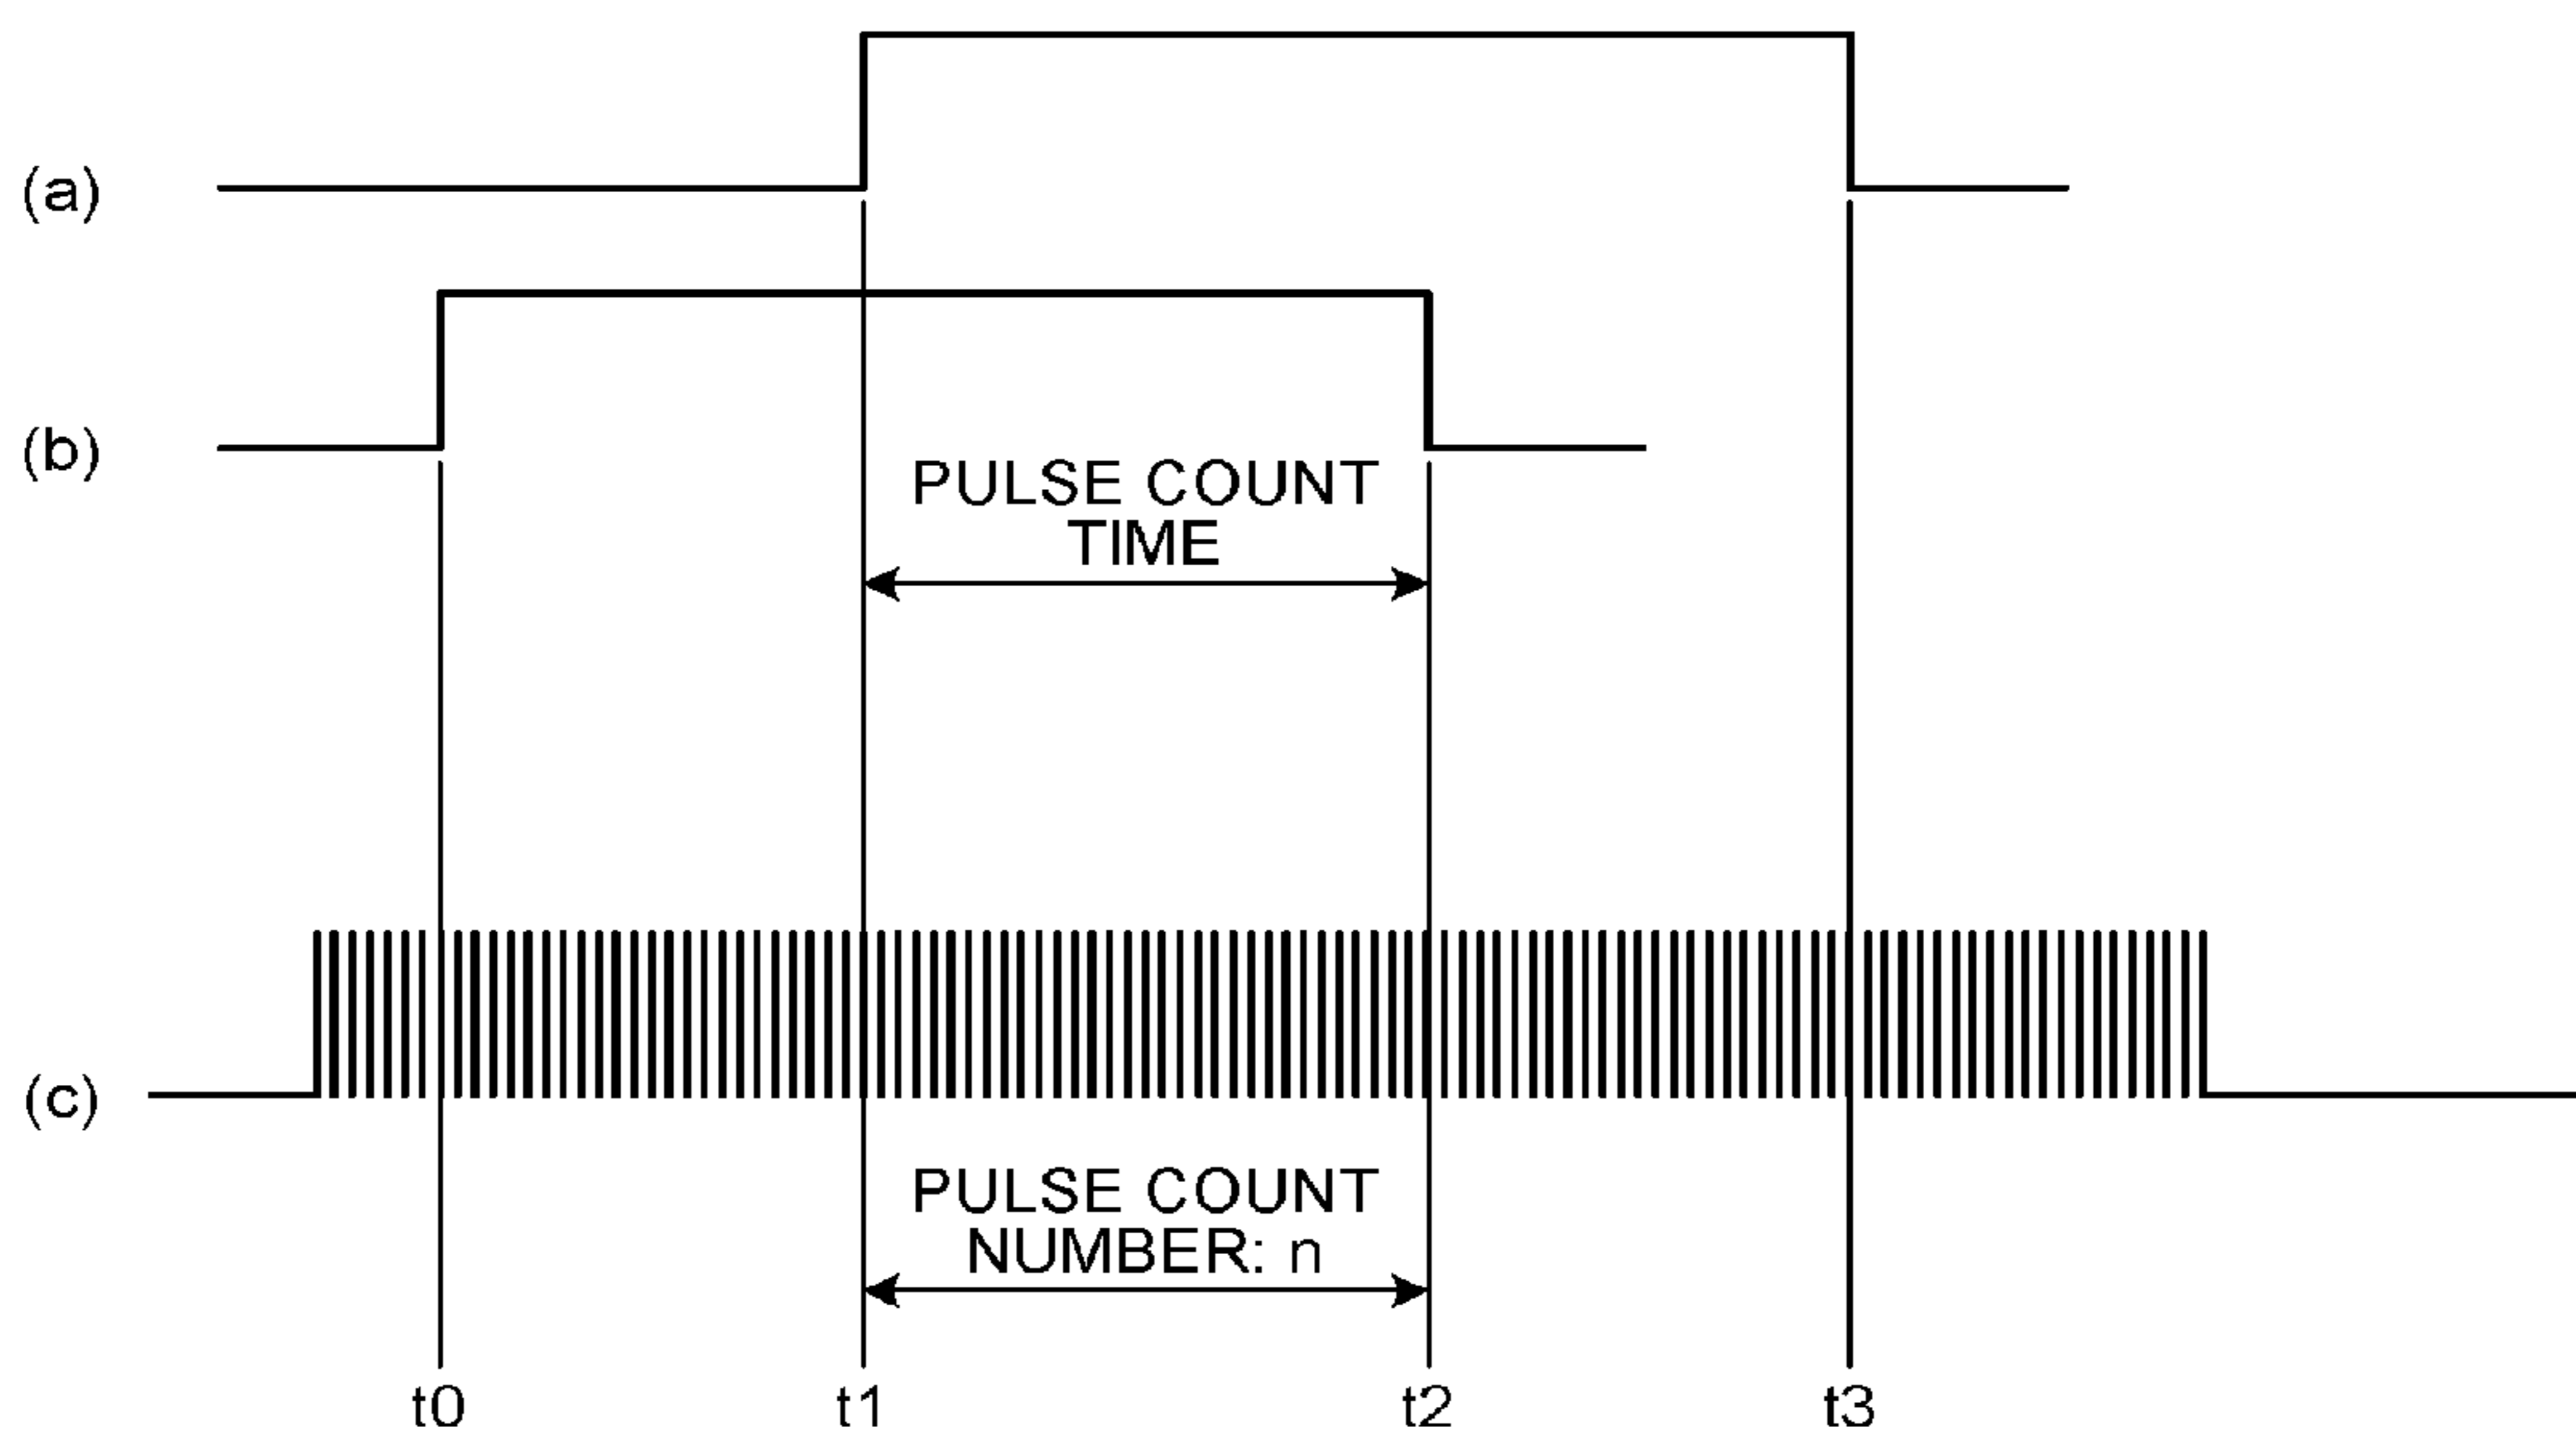 (a)
(b)
PULSE COUNT
TIME
(c)
PULSE COUNT
NUMBER: n
t0 t1 t2 t3